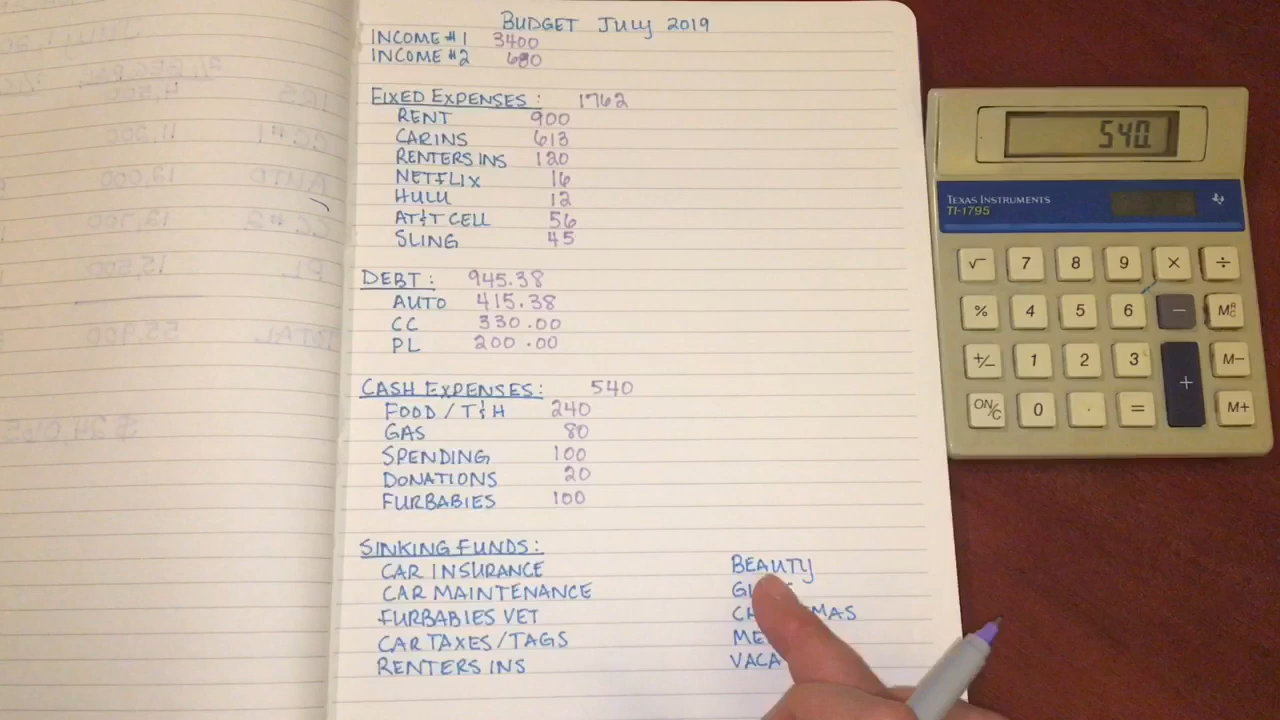 BUDGET JULY 2019
INCOME #1 3400
INCOME #2 680
FIXED EXPENSES: 1762
RENT 900
CAR INS 613
RENTERS INS 120
NETFLIX 16
HULU 12
AT&T CELL 56
SLING 45
DEBT: 945.38
AUTO 415.38
CC 330.00
PL 200.00
CASH EXPENSES: 540
FOOD / T&H 240
GAS 80
SPENDING 100
DONATIONS 20
FURBABIES 100
SINKING FUNDS:
CAR INSURANCE
CAR MAINTENANCE
FURBABIES VET
CAR TAXES/TAGS
RENTERS INS
BEAUTY
540.
TEXAS INSTRUMENTS
TI-1795
√ 7 8 9 × ÷
% 4 5 6 − MRC
+/− 1 2 3 M−
+
ON/C 0 . = M+